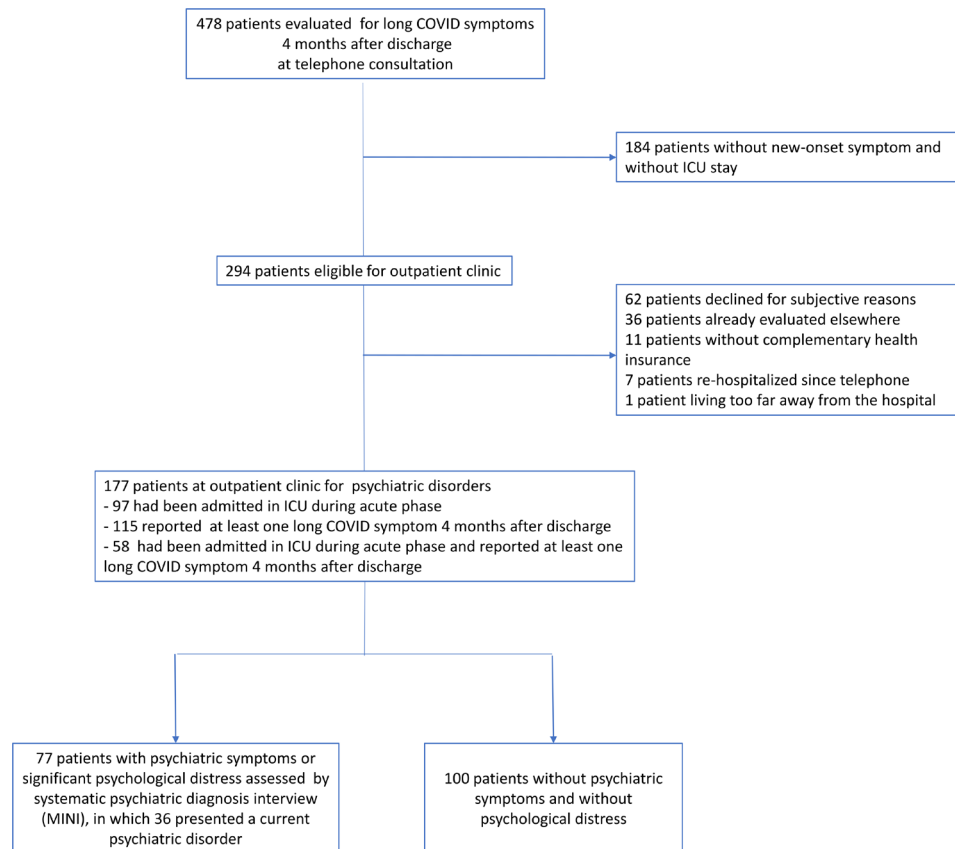 478 patients evaluated for long COVID symptoms
4 months after discharge
at telephone consultation
184 patients without new-onset symptom and
without ICU stay
294 patients eligible for outpatient clinic
62 patients declined for subjective reasons
36 patients already evaluated elsewhere
11 patients without complementary health
insurance
7 patients re-hospitalized since telephone
1 patient living too far away from the hospital
177 patients at outpatient clinic for psychiatric disorders
- 97 had been admitted in ICU during acute phase
- 115 reported at least one long COVID symptom 4 months after discharge
- 58 had been admitted in ICU during acute phase and reported at least one
long COVID symptom 4 months after discharge
77 patients with psychiatric symptoms or
significant psychological distress assessed by
systematic psychiatric diagnosis interview
(MINI), in which 36 presented a current
psychiatric disorder
100 patients without psychiatric
symptoms and without
psychological distress